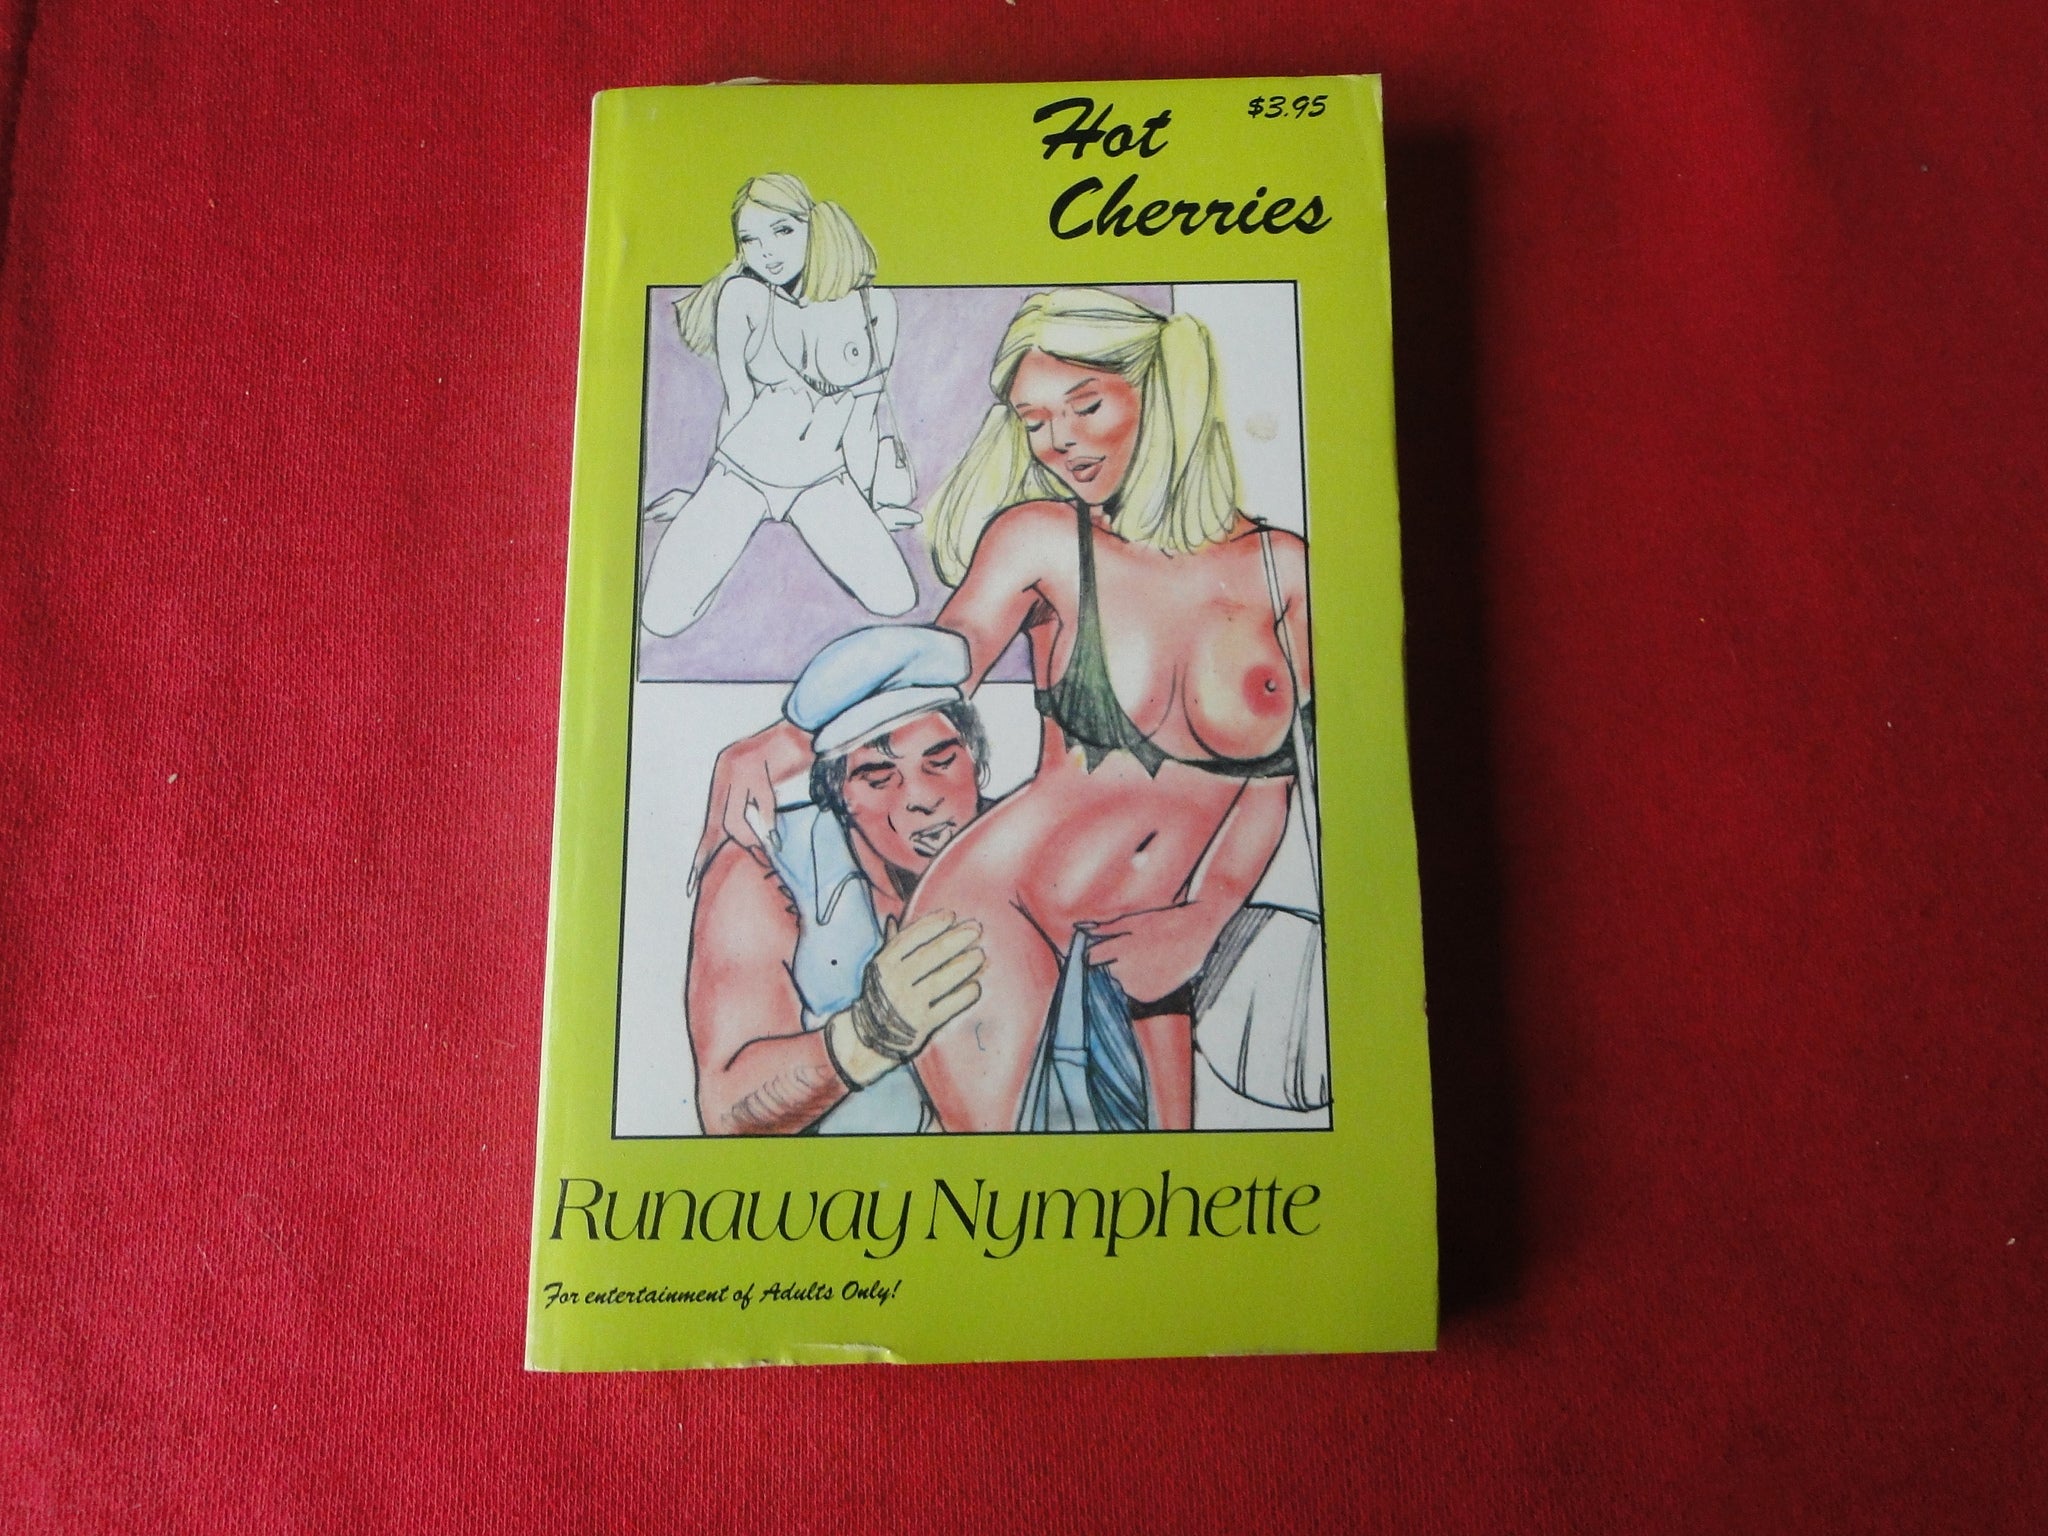 $3.95
Hot
Cherries
Runaway Nymphette
For entertainment of Adults Only!